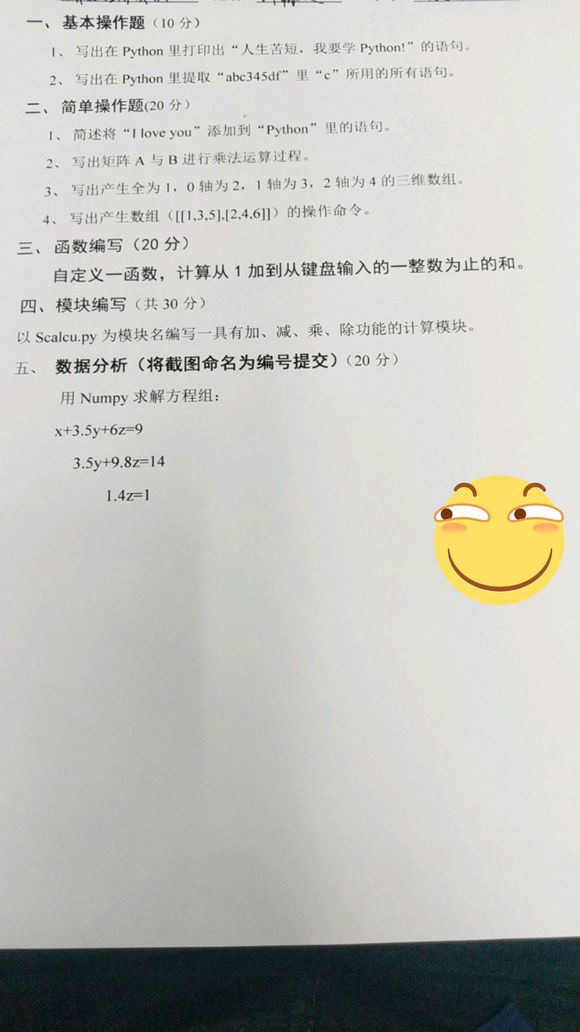 一、基本操作题（10 分）
1、 写出在 Python 里打印出“人生苦短，我要学 Python!”的语句。
2、 写出在 Python 里提取“abc345df”里“c”所用的所有语句。
二、简单操作题(20 分）
1、 简述将“I love you”添加到“Python”里的语句。
2、 写出矩阵 A 与 B 进行乘法运算过程。
3、 写出产生全为 1，0 轴为 2，1 轴为 3，2 轴为 4 的三维数组。
4、 写出产生数组（[[1,3,5],[2,4,6]]）的操作命令。
三、函数编写（20 分）
自定义一函数，计算从 1 加到从键盘输入的一整数为止的和。
四、模块编写（共 30 分）
以 Scalcu.py 为模块名编写一具有加、减、乘、除功能的计算模块。
五、 数据分析（将截图命名为编号提交）（20 分）
用 Numpy 求解方程组：
x+3.5y+6z=9
3.5y+9.8z=14
1.4z=1